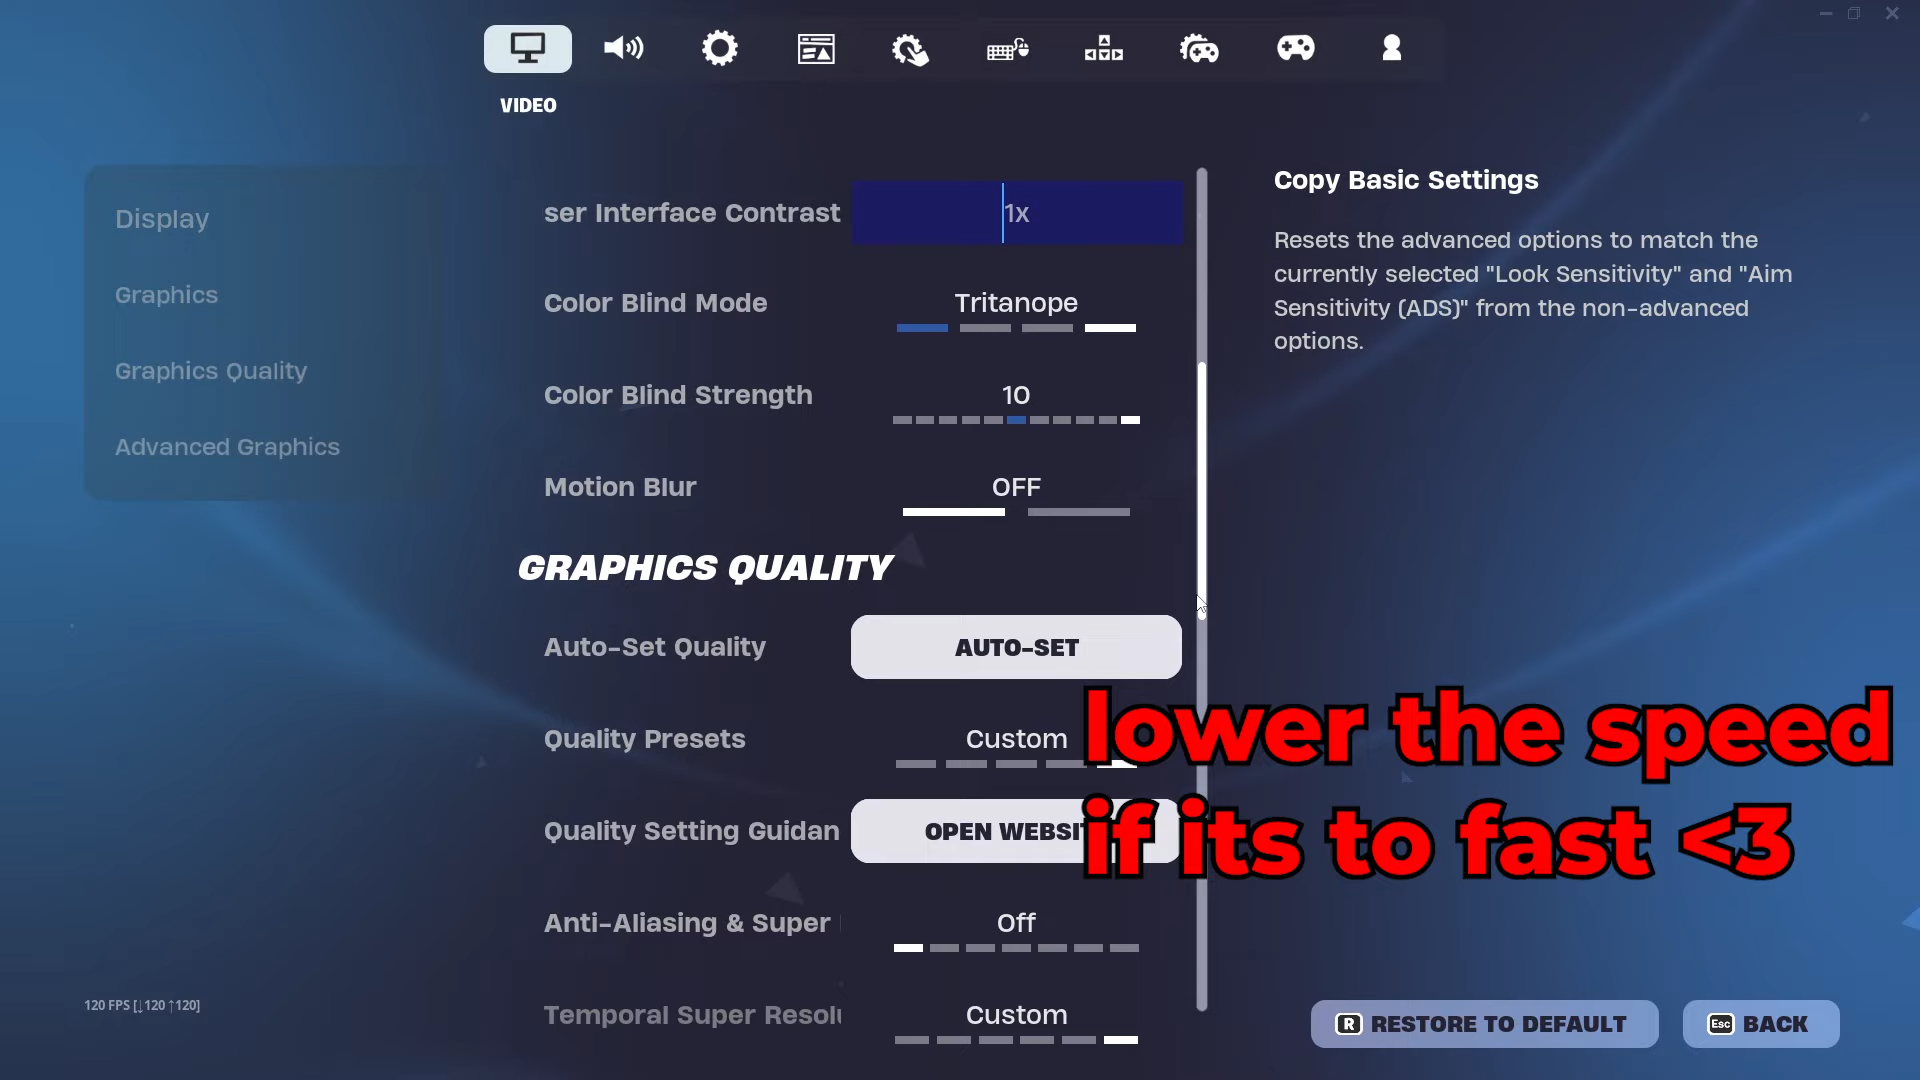 VIDEO
Display
Graphics
Graphics Quality
Advanced Graphics
ser Interface Contrast 1x
Color Blind Mode Tritanope
Color Blind Strength 10
Motion Blur OFF
GRAPHICS QUALITY
Auto-Set Quality AUTO-SET
Quality Presets Custom
Quality Setting Guidan OPEN WEBSI
Anti-Aliasing & Super Off
Temporal Super Resolu Custom
Copy Basic Settings
Resets the advanced options to match the
currently selected "Look Sensitivity" and "Aim
Sensitivity (ADS)" from the non-advanced
options.
lower the speed
if its to fast <3
120 FPS [↓120 ↑120]
R RESTORE TO DEFAULT
Esc BACK